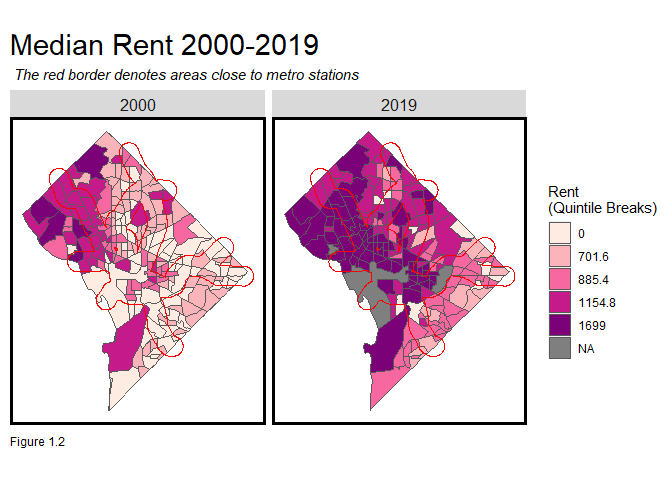 Median Rent 2000-2019
The red border denotes areas close to metro stations
2000
2019
Rent
(Quintile Breaks)
0
701.6
885.4
1154.8
1699
NA
Figure 1.2